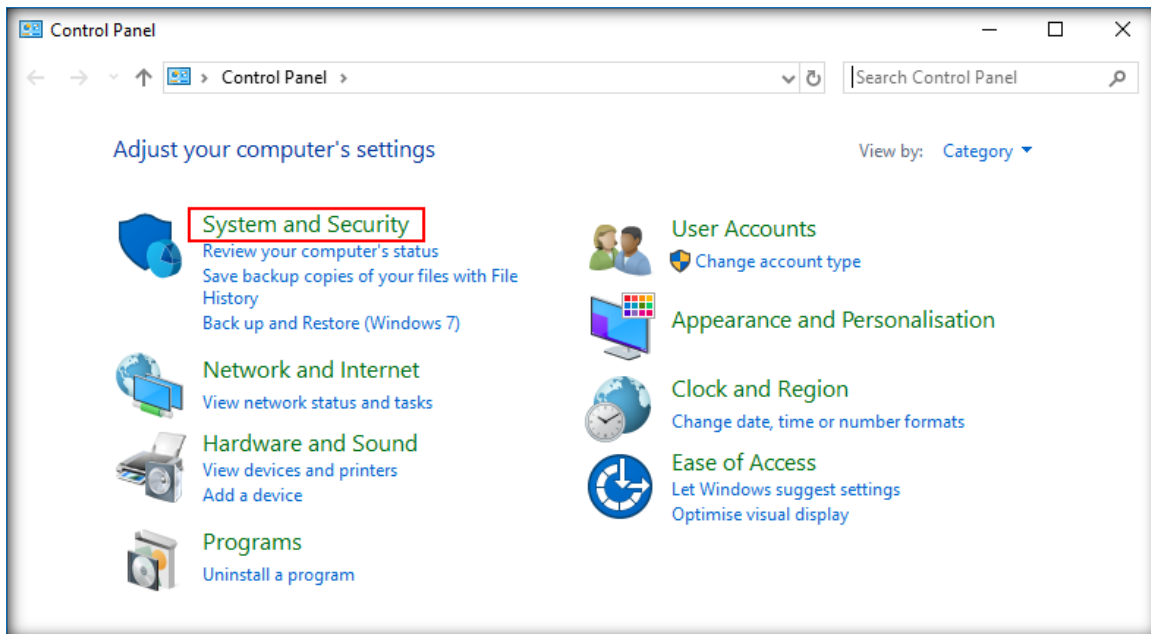 Control Panel
Control Panel
Search Control Panel
Adjust your computer's settings
View by: Category
System and Security
Review your computer's status
Save backup copies of your files with File
History
Back up and Restore (Windows 7)
Network and Internet
View network status and tasks
Hardware and Sound
View devices and printers
Add a device
Programs
Uninstall a program
User Accounts
Change account type
Appearance and Personalisation
Clock and Region
Change date, time or number formats
Ease of Access
Let Windows suggest settings
Optimise visual display